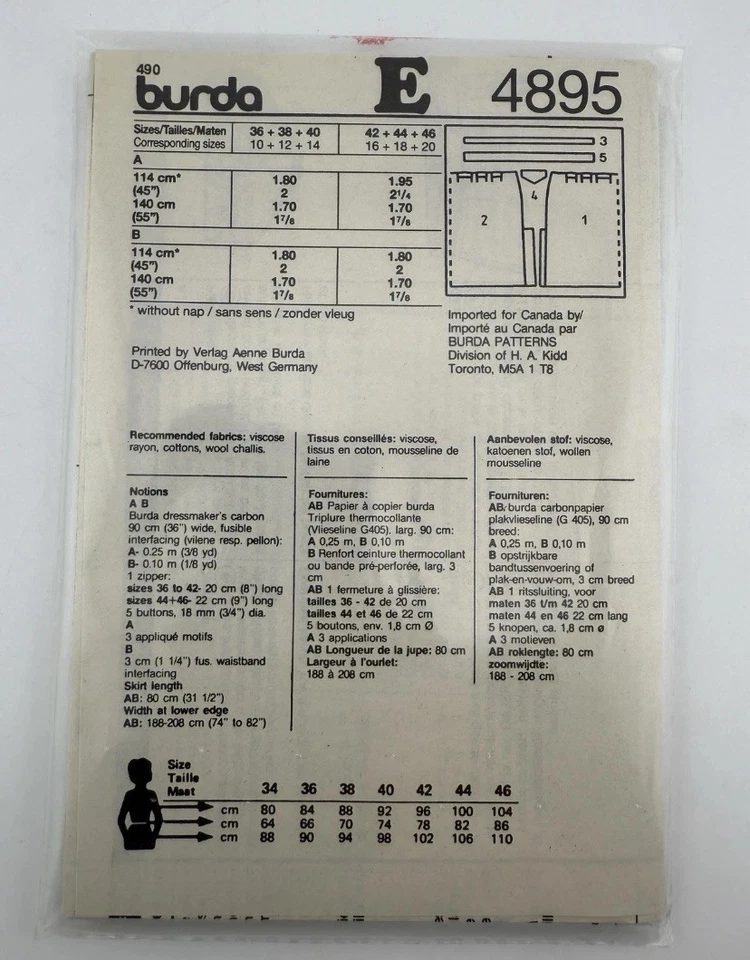 490
burda E 4895
Sizes/Tailles/Maten 36 + 38 + 40 42 + 44 + 46
Corresponding sizes 10 + 12 + 14 16 + 18 + 20
A
114 cm* 1.80 1.95
(45") 2 2¹/₄
140 cm 1.70 1.70
(55") 1⁷/₈ 1⁷/₈
B
114 cm* 1.80 1.80
(45") 2 2
140 cm 1.70 1.70
(55") 1⁷/₈ 1⁷/₈
* without nap / sans sens / zonder vleug
3
5
4
2 1
Printed by Verlag Aenne Burda
D-7600 Offenburg, West Germany
Imported for Canada by/
Importé au Canada par
BURDA PATTERNS
Division of H. A. Kidd
Toronto, M5A 1 T8
Recommended fabrics: viscose
rayon, cottons, wool challis.
Notions
A B
Burda dressmaker's carbon
90 cm (36") wide, fusible
interfacing (vilene resp. pellon):
A- 0.25 m (3/8 yd)
B- 0.10 m (1/8 yd)
1 zipper:
sizes 36 to 42- 20 cm (8") long
sizes 44+46- 22 cm (9") long
5 buttons, 18 mm (3/4") dia.
A
3 appliqué motifs
B
3 cm (1 1/4") fus. waistband
interfacing
Skirt length
AB: 80 cm (31 1/2")
Width at lower edge
AB: 188-208 cm (74" to 82")
Tissus conseillés: viscose,
tissus en coton, mousseline de
laine
Fournitures:
AB Papier à copier burda
Triplure thermocollante
(Vlieseline G405), larg. 90 cm:
A 0,25 m, B 0,10 m
B Renfort ceinture thermocollant
ou bande pré-perforée, larg. 3
cm
AB 1 fermeture à glissière:
tailles 36 - 42 de 20 cm
tailles 44 et 46 de 22 cm
5 boutons, env. 1,8 cm Ø
A 3 applications
AB Longueur de la jupe: 80 cm
Largeur à l'ourlet:
188 à 208 cm
Aanbevolen stof: viscose,
katoenen stof, wollen
mousseline
Fournituren:
AB: burda carbonpapier
plakvlieseline (G 405), 90 cm
breed:
A 0,25 m, B 0,10 m
B opstrijkbare
bandtussenvoering of
plak-en-vouw-om, 3 cm breed
AB 1 ritssluiting, voor
maten 36 t/m 42 20 cm
maten 44 en 46 22 cm lang
5 knopen, ca. 1,8 cm ø
A 3 motieven
AB roklengte: 80 cm
zoomwijdte:
188 - 208 cm
Size
Taille
Maat 34 36 38 40 42 44 46
cm 80 84 88 92 96 100 104
cm 64 66 70 74 78 82 86
cm 88 90 94 98 102 106 110